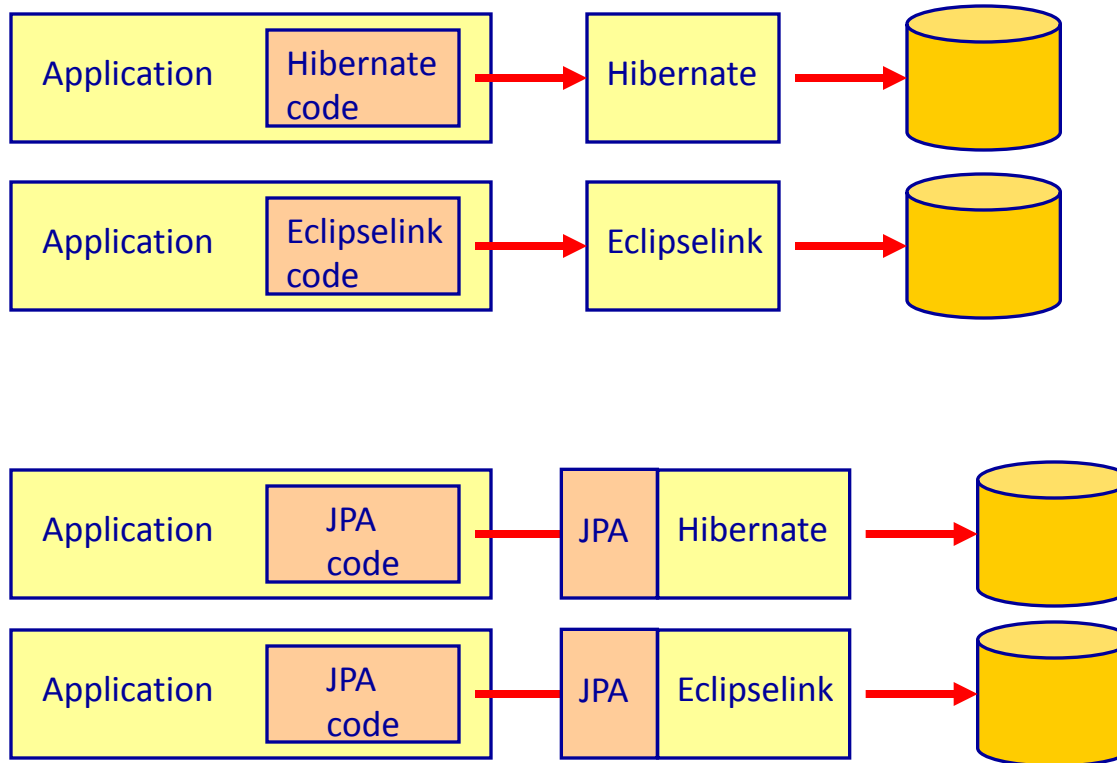 Application
Hibernate
code
Hibernate
Application
Eclipselink
code
Eclipselink
Application
JPA
code
JPA
Hibernate
Application
JPA
code
JPA
Eclipselink